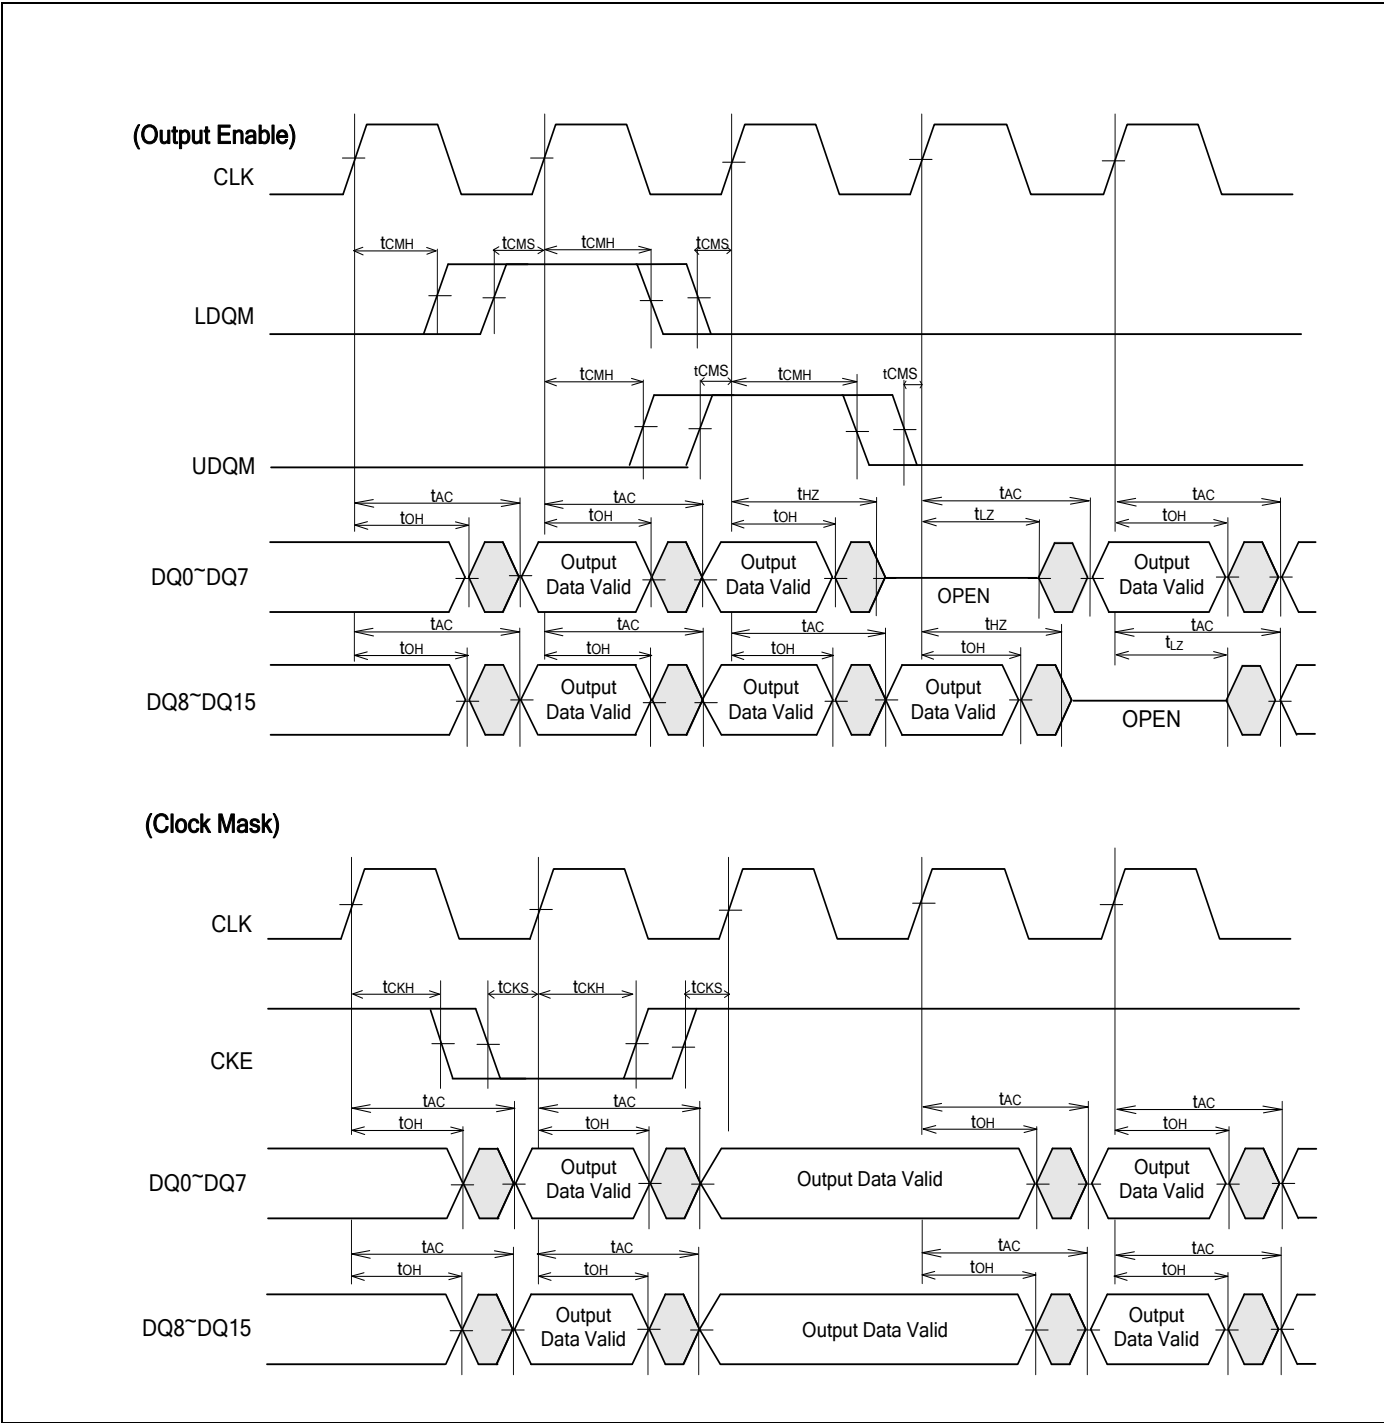 (Output Enable)
CLK
tCMH tCMS tCMH tCMS
LDQM
tCMH tCMS tCMH tCMS
UDQM
tAC tAC tHZ tAC tAC
tOH tOH tOH tLZ tOH
DQ0~DQ7
Output Data Valid
Output Data Valid
OPEN
Output Data Valid
tAC tAC tAC tHZ tAC
tOH tOH tOH tOH tLZ
DQ8~DQ15
Output Data Valid
Output Data Valid
Output Data Valid
OPEN
(Clock Mask)
CLK
tCKH tCKS tCKH tCKS
CKE
tAC tAC tAC tAC
tOH tOH tOH tOH
DQ0~DQ7
Output Data Valid
Output Data Valid
Output Data Valid
tAC tAC tAC tAC
tOH tOH tOH tOH
DQ8~DQ15
Output Data Valid
Output Data Valid
Output Data Valid